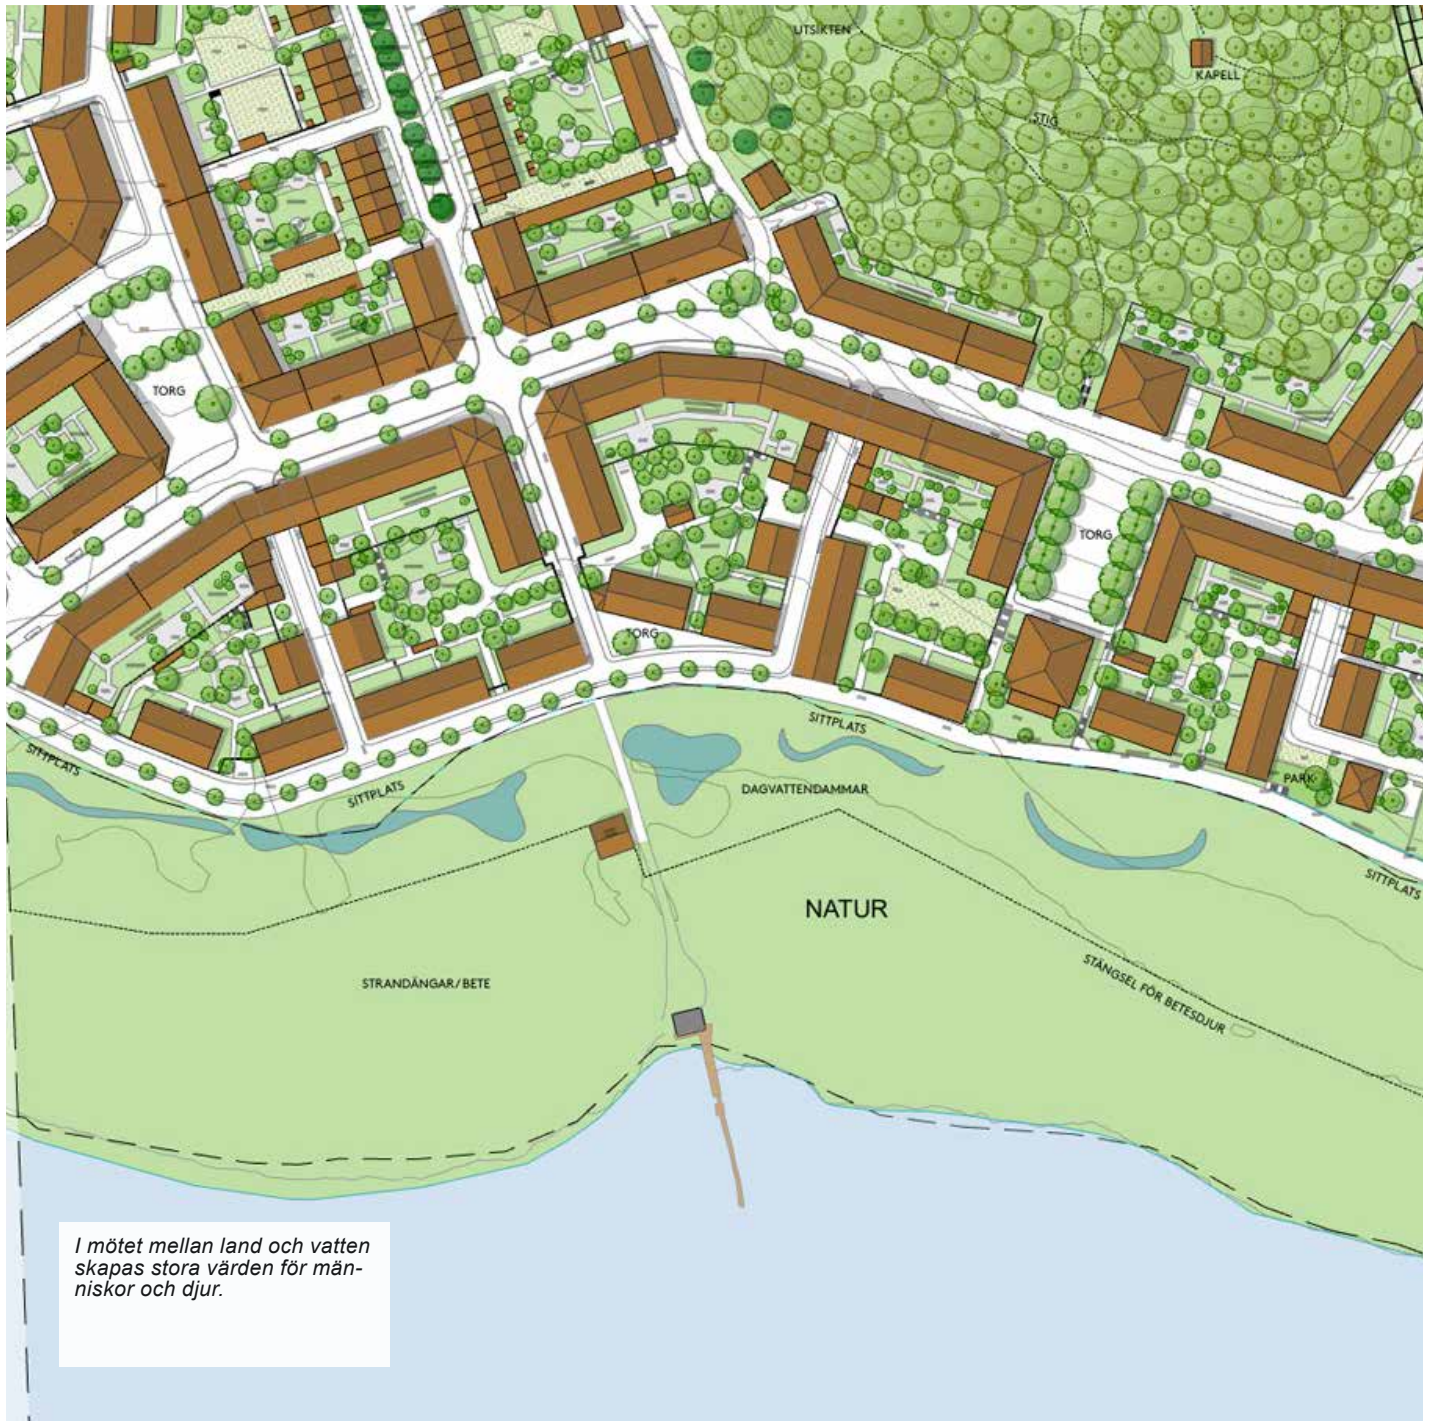 UTSIKTEN
KAPELL
STIG
TORG
TORG
TORG
SITTPLATS
SITTPLATS
SITTPLATS
PARK
DAGVATTENDAMMAR
SITTPLATS
NATUR
STRANDÄNGAR/BETE
STÄNGSEL FÖR BETESDJUR
I mötet mellan land och vatten
skapas stora värden för män-
niskor och djur.